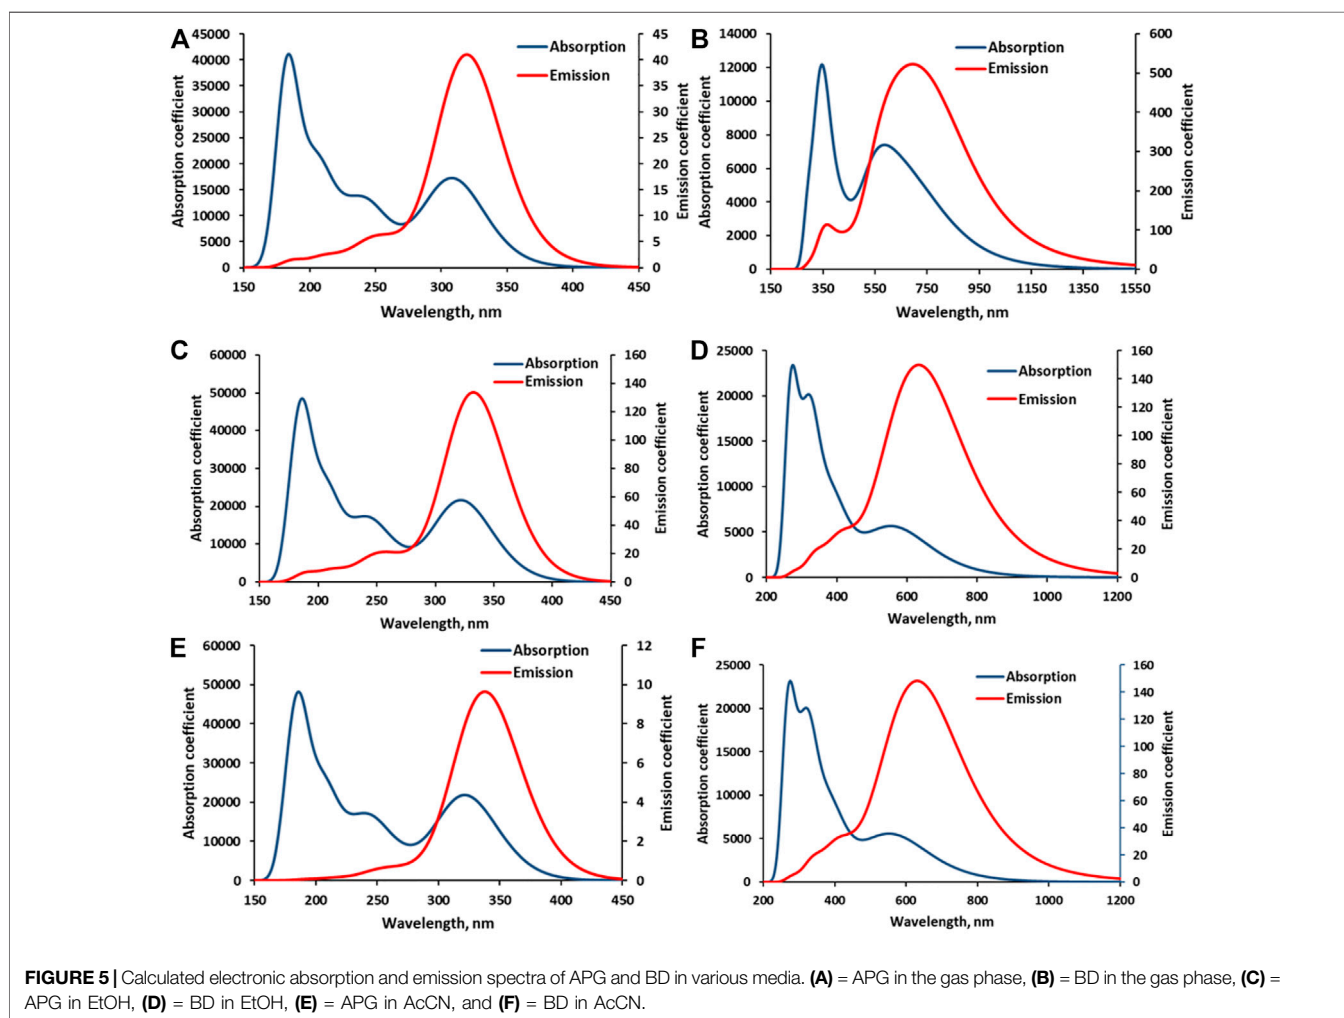 A
Absorption
Emission
Absorption coefficient
Emission coefficient
45000
40000
35000
30000
25000
20000
15000
10000
5000
0
45
40
35
30
25
20
15
10
5
0
150 200 250 300 350 400 450
Wavelength, nm
B
Absorption
Emission
Absorption coefficient
Emission coefficient
14000
12000
10000
8000
6000
4000
2000
0
600
500
400
300
200
100
0
150 350 550 750 950 1150 1350 1550
Wavelength, nm
C
Absorption
Emission
Absorption coefficient
Emission coefficient
60000
50000
40000
30000
20000
10000
0
160
140
120
100
80
60
40
20
0
150 200 250 300 350 400 450
Wavelength, nm
D
Absorption
Emission
Absorption coefficient
Emission coefficient
25000
20000
15000
10000
5000
0
160
140
120
100
80
60
40
20
0
200 400 600 800 1000 1200
Wavelength, nm
E
Absorption
Emission
Absorption coefficient
Emission coefficient
60000
50000
40000
30000
20000
10000
0
12
10
8
6
4
2
0
150 200 250 300 350 400 450
Wavelength, nm
F
Absorption
Emission
Absorption coefficient
Emission coefficient
25000
20000
15000
10000
5000
0
160
140
120
100
80
60
40
20
0
200 400 600 800 1000 1200
Wavelength, nm
FIGURE 5 | Calculated electronic absorption and emission spectra of APG and BD in various media. (A) = APG in the gas phase, (B) = BD in the gas phase, (C) =
APG in EtOH, (D) = BD in EtOH, (E) = APG in AcCN, and (F) = BD in AcCN.